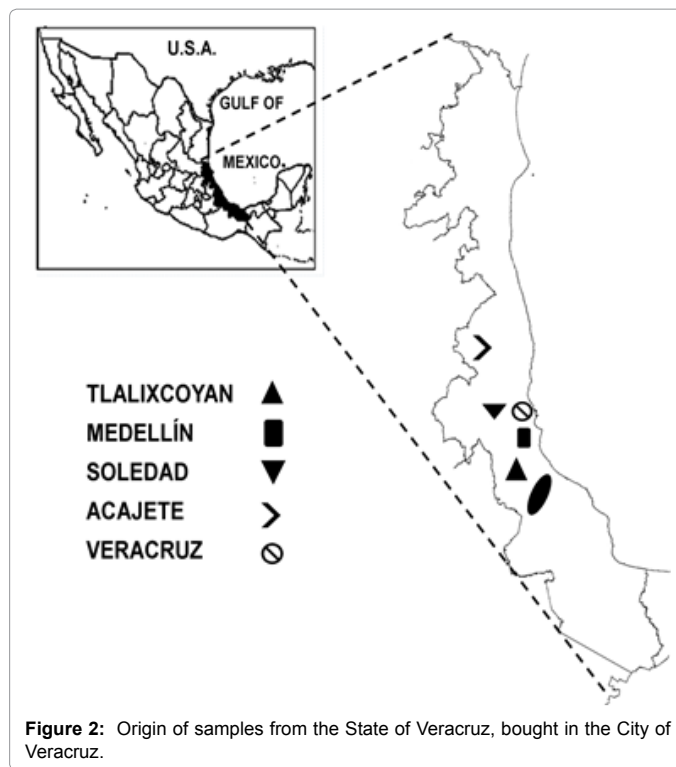 U.S.A.
GULF OF
MEXICO.
TLALIXCOYAN
MEDELLÍN
SOLEDAD
ACAJETE
VERACRUZ
Figure 2: Origin of samples from the State of Veracruz, bought in the City of
Veracruz.